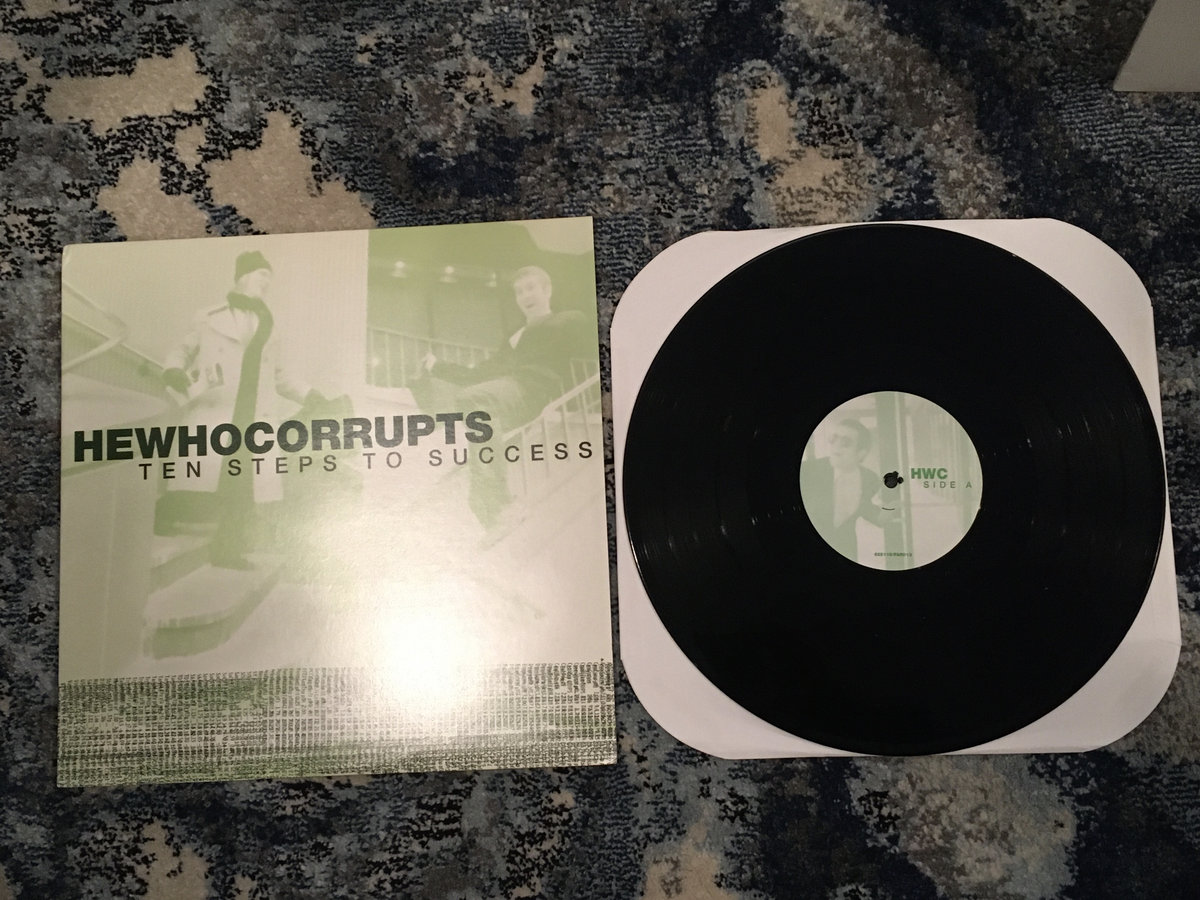 HEWHOCORRUPTS
TEN STEPS TO SUCCESS
HWC
SIDE A